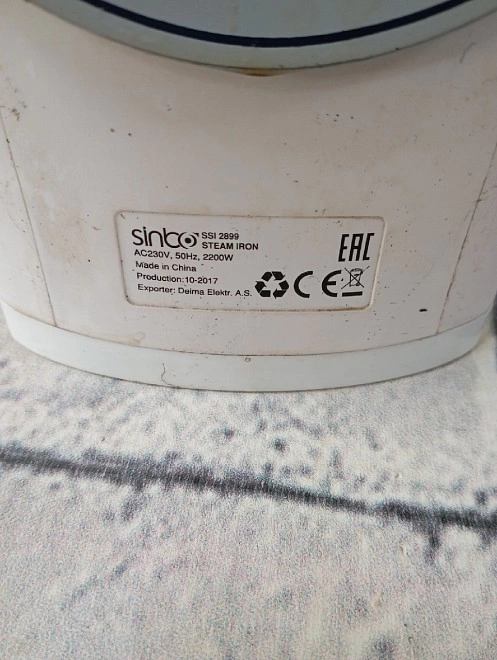 sinbo SSI 2899
STEAM IRON
AC230V, 50Hz, 2200W
Made in China
Production:10-2017
Exporter: Deima Elektr. A.S.
EAC
CE